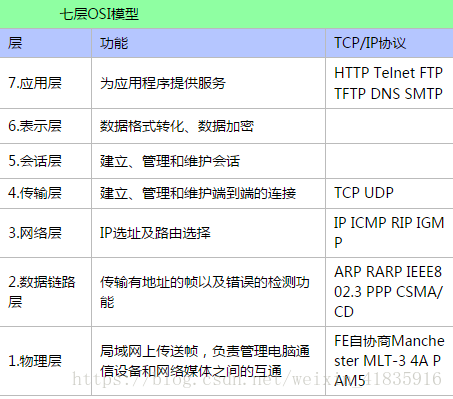 七层OSI模型
层 功能 TCP/IP协议
7.应用层 为应用程序提供服务 HTTP Telnet FTP
TFTP DNS SMTP
6.表示层 数据格式转化、数据加密
5.会话层 建立、管理和维护会话
4.传输层 建立、管理和维护端到端的连接 TCP UDP
3.网络层 IP选址及路由选择 IP ICMP RIP IGM
P
2.数据链路
层
传输有地址的帧以及错误的检测功
能
ARP RARP IEEE8
02.3 PPP CSMA/
CD
1.物理层
局域网上传送帧，负责管理电脑通
信设备和网络媒体之间的互通
FE自协商Manche
ster MLT-3 4A P
AM5
https://blog.csdn.net/weixin_41835916